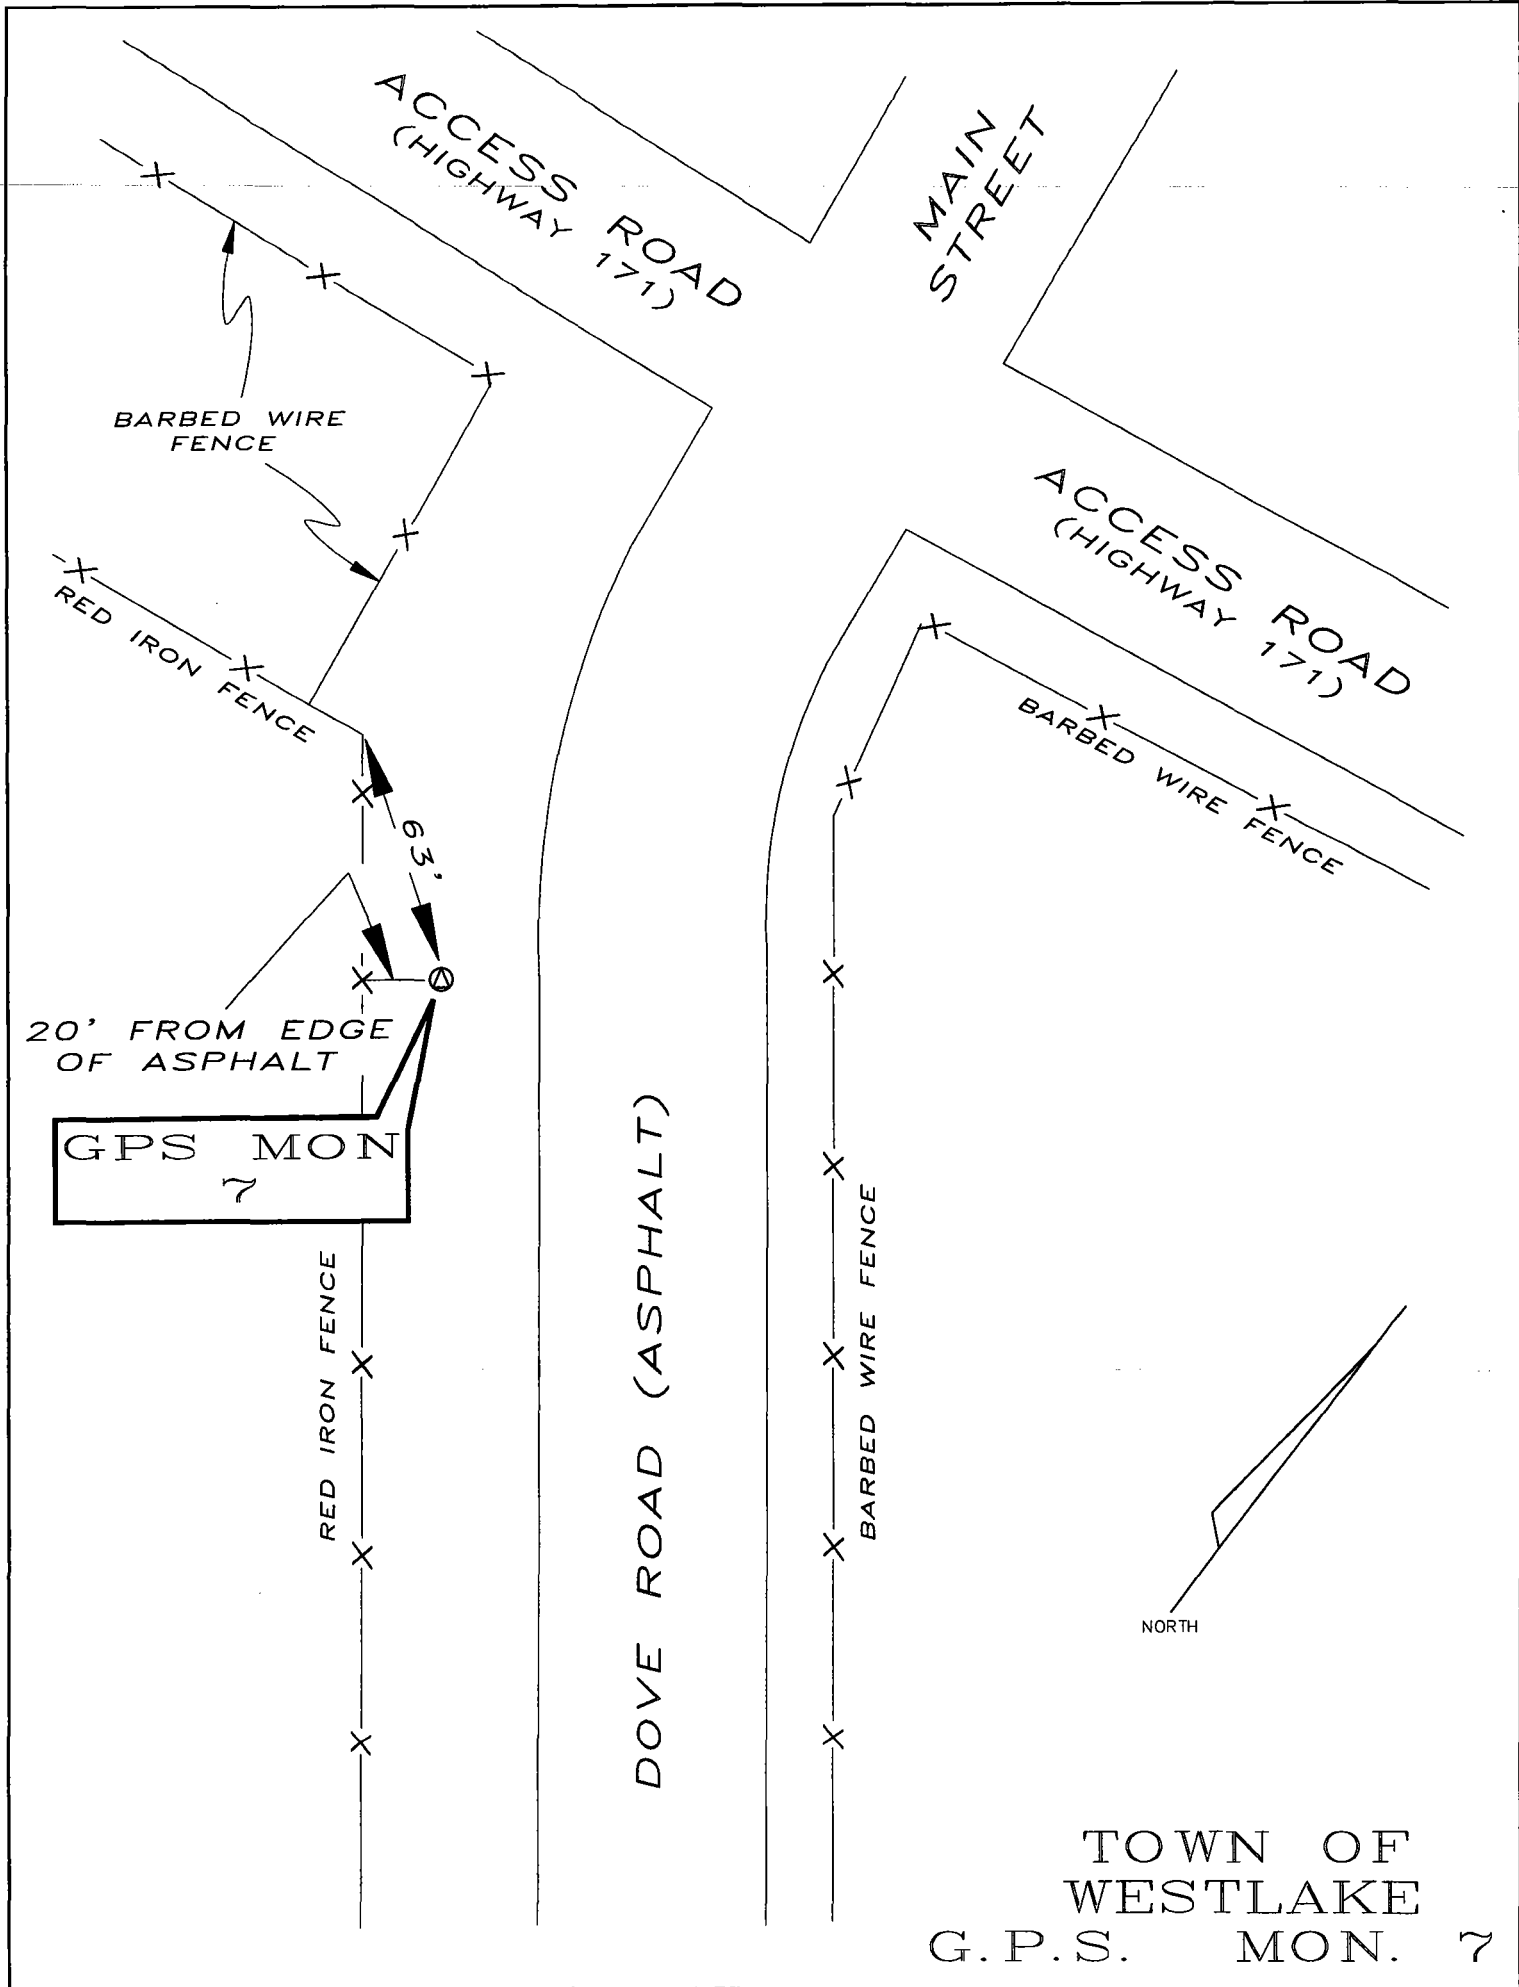 ACCESS ROAD
(HIGHWAY 171)
MAIN
STREET
BARBED WIRE
FENCE
ACCESS ROAD
(HIGHWAY 171)
RED IRON FENCE
BARBED WIRE FENCE
63'
20' FROM EDGE
OF ASPHALT
GPS MON
7
DOVE ROAD (ASPHALT)
RED IRON FENCE
BARBED WIRE FENCE
NORTH
TOWN OF
WESTLAKE
G.P.S. MON. 7